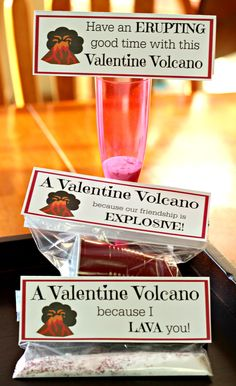 Have an ERUPTING
good time with this
Valentine Volcano
A Valentine Volcano
because our friendship is
EXPLOSIVE!
A Valentine Volcano
because I
LAVA you!